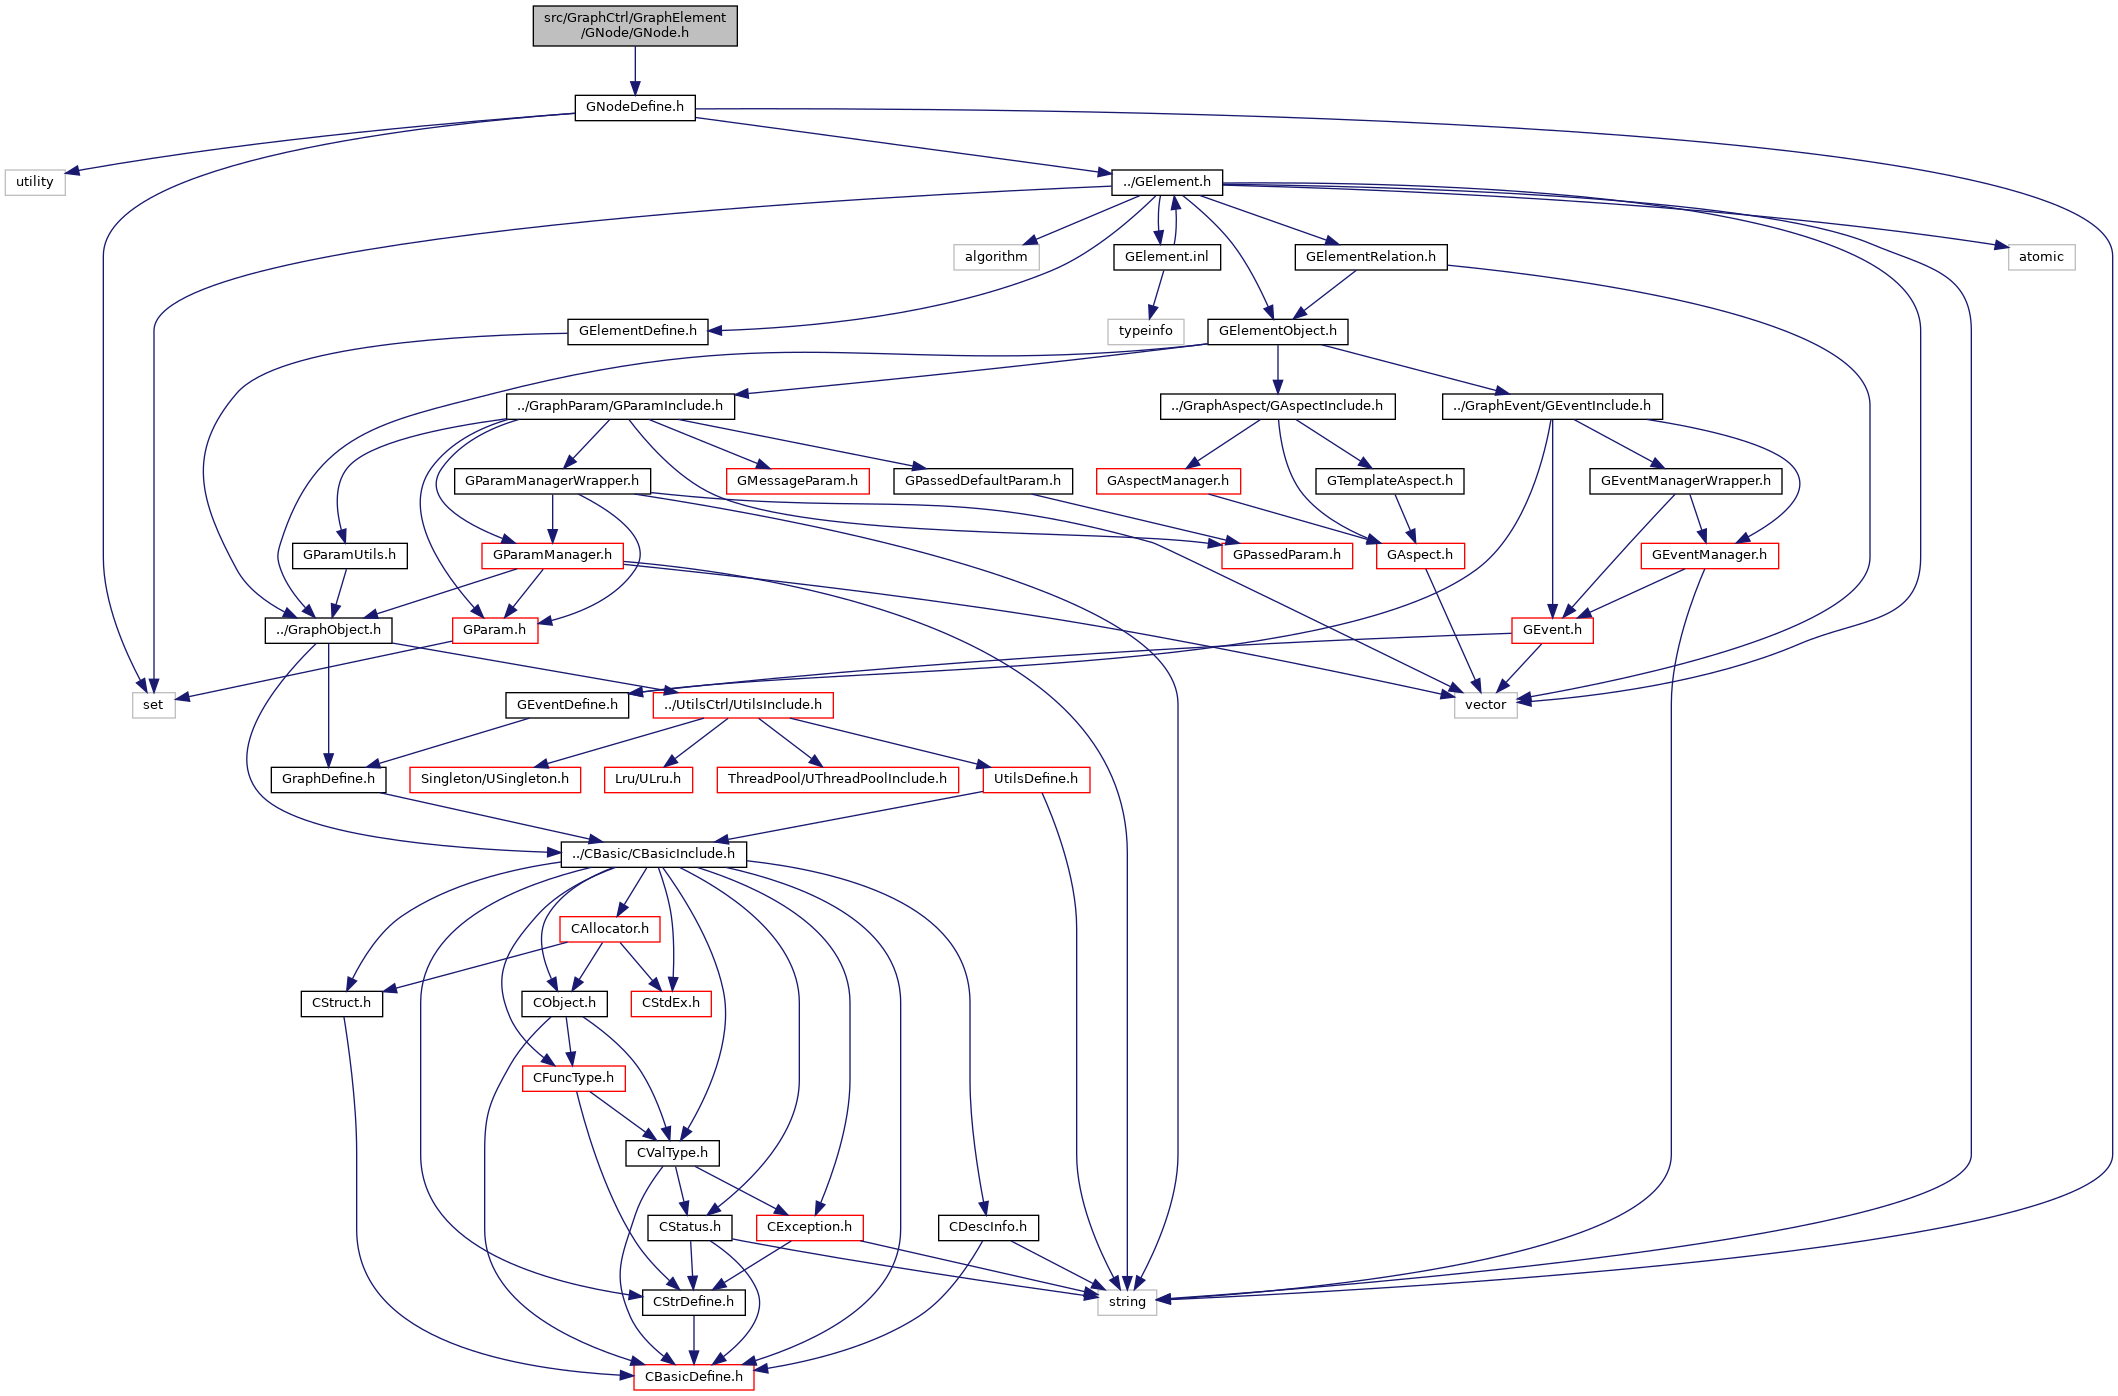 src/GraphCtrl/GraphElement
/GNode/GNode.h
GNodeDefine.h
utility
../GElement.h
algorithm
GElement.inl
GElementRelation.h
atomic
GElementDefine.h
typeinfo
GElementObject.h
../GraphParam/GParamInclude.h
../GraphAspect/GAspectInclude.h
../GraphEvent/GEventInclude.h
GParamManagerWrapper.h
GMessageParam.h
GPassedDefaultParam.h
GAspectManager.h
GTemplateAspect.h
GEventManagerWrapper.h
GParamUtils.h
GParamManager.h
GPassedParam.h
GAspect.h
GEventManager.h
../GraphObject.h
GParam.h
GEvent.h
set
GEventDefine.h
../UtilsCtrl/UtilsInclude.h
vector
GraphDefine.h
Singleton/USingleton.h
Lru/ULru.h
ThreadPool/UThreadPoolInclude.h
UtilsDefine.h
../CBasic/CBasicInclude.h
CAllocator.h
CStruct.h
CObject.h
CStdEx.h
CFuncType.h
CValType.h
CStatus.h
CException.h
CDescInfo.h
CStrDefine.h
string
CBasicDefine.h